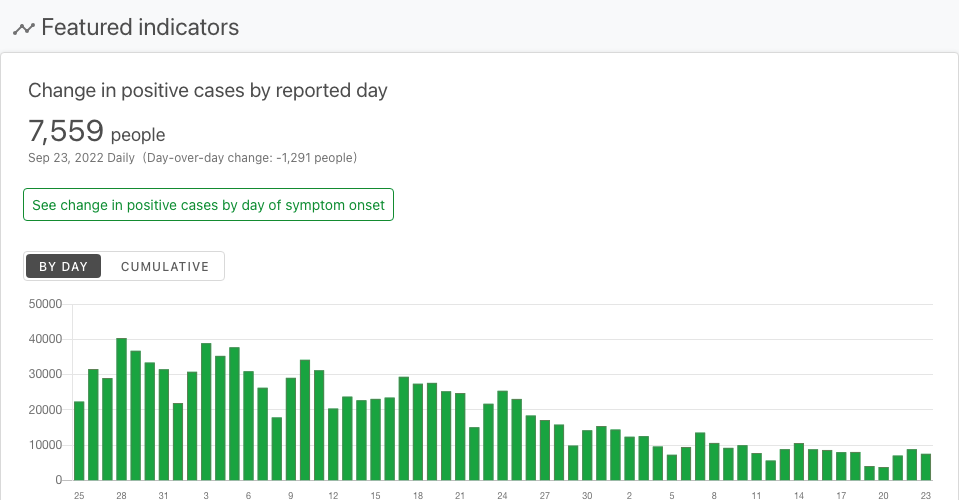 Featured indicators
Change in positive cases by reported day
7,559 people
Sep 23, 2022 Daily (Day-over-day change: -1,291 people)
See change in positive cases by day of symptom onset
BY DAY CUMULATIVE
50000
40000
30000
20000
10000
0
25 28 31 3 6 9 12 15 18 21 24 27 30 2 5 8 11 14 17 20 23